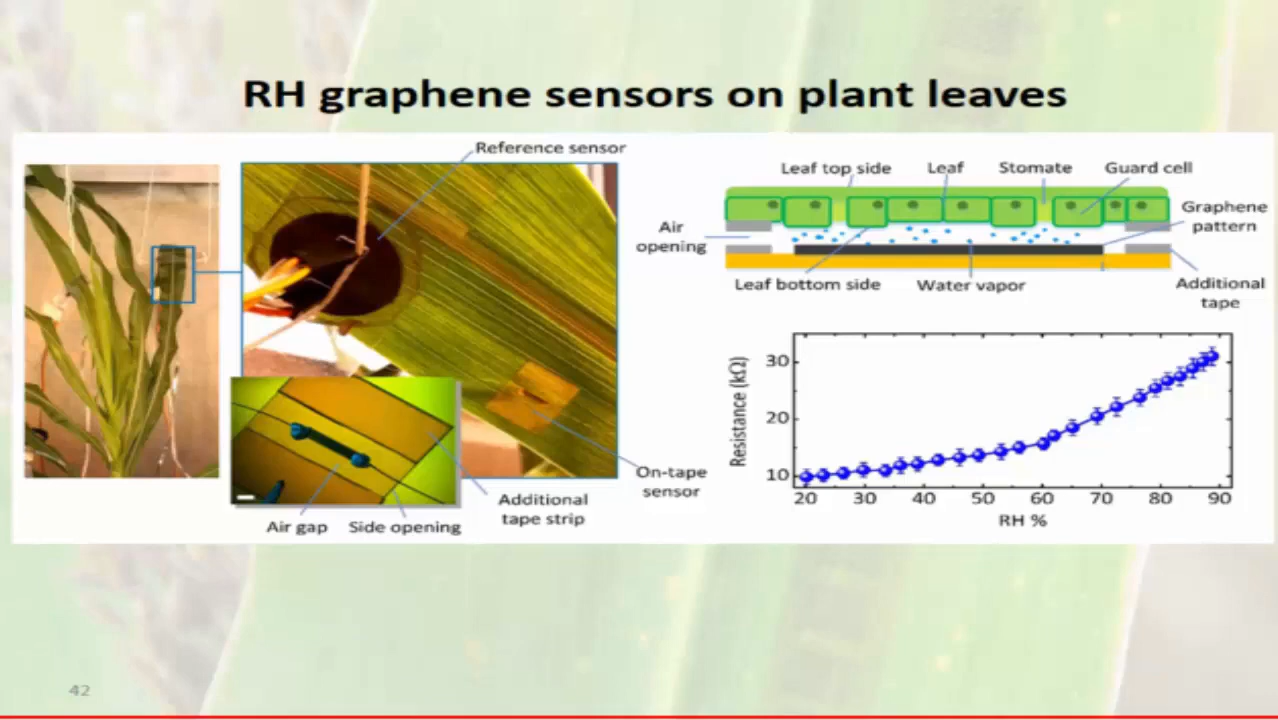 RH graphene sensors on plant leaves
Reference sensor
On-tape
sensor
Additional
tape strip
Air gap
Side opening
Leaf top side
Leaf
Stomate
Guard cell
Graphene
pattern
Air
opening
Leaf bottom side
Water vapor
Additional
tape
Resistance (kΩ)
30
20
10
20 30 40 50 60 70 80 90
RH %
42